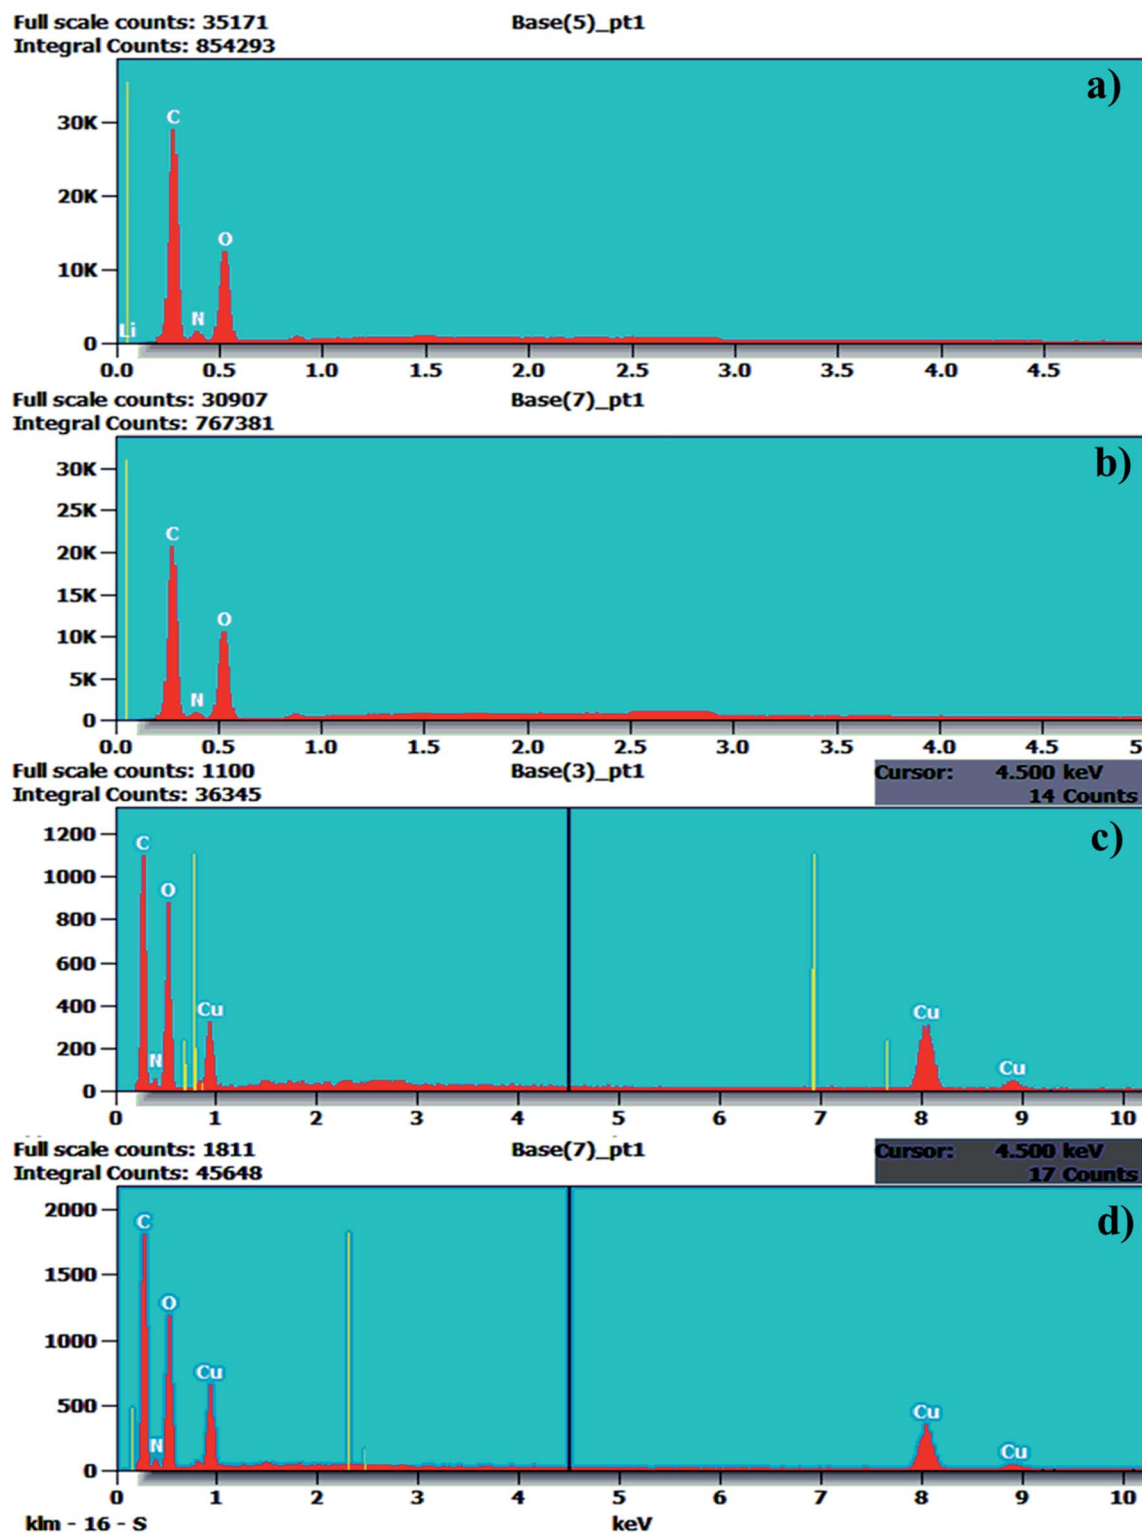 Full scale counts: 35171 Base(5)_pt1
Integral Counts: 854293
a)
30K
C
20K
O
10K
N
Li
0
0.0 0.5 1.0 1.5 2.0 2.5 3.0 3.5 4.0 4.5
Full scale counts: 30907 Base(7)_pt1
Integral Counts: 767381
b)
30K
25K
C
20K
15K
O
10K
5K
N
0
0.0 0.5 1.0 1.5 2.0 2.5 3.0 3.5 4.0 4.5 5
Full scale counts: 1100 Base(3)_pt1 Cursor: 4.500 keV
Integral Counts: 36345 14 Counts
c)
1200
C
1000
O
800
600
400
Cu Cu
200
N Cu
0
0 1 2 3 4 5 6 7 8 9 10
Full scale counts: 1811 Base(7)_pt1 Cursor: 4.500 keV
Integral Counts: 45648 17 Counts
d)
2000
C
1500
O
1000
Cu
500
Cu
N Cu
0
0 1 2 3 4 5 6 7 8 9 10
klm - 16 - S keV